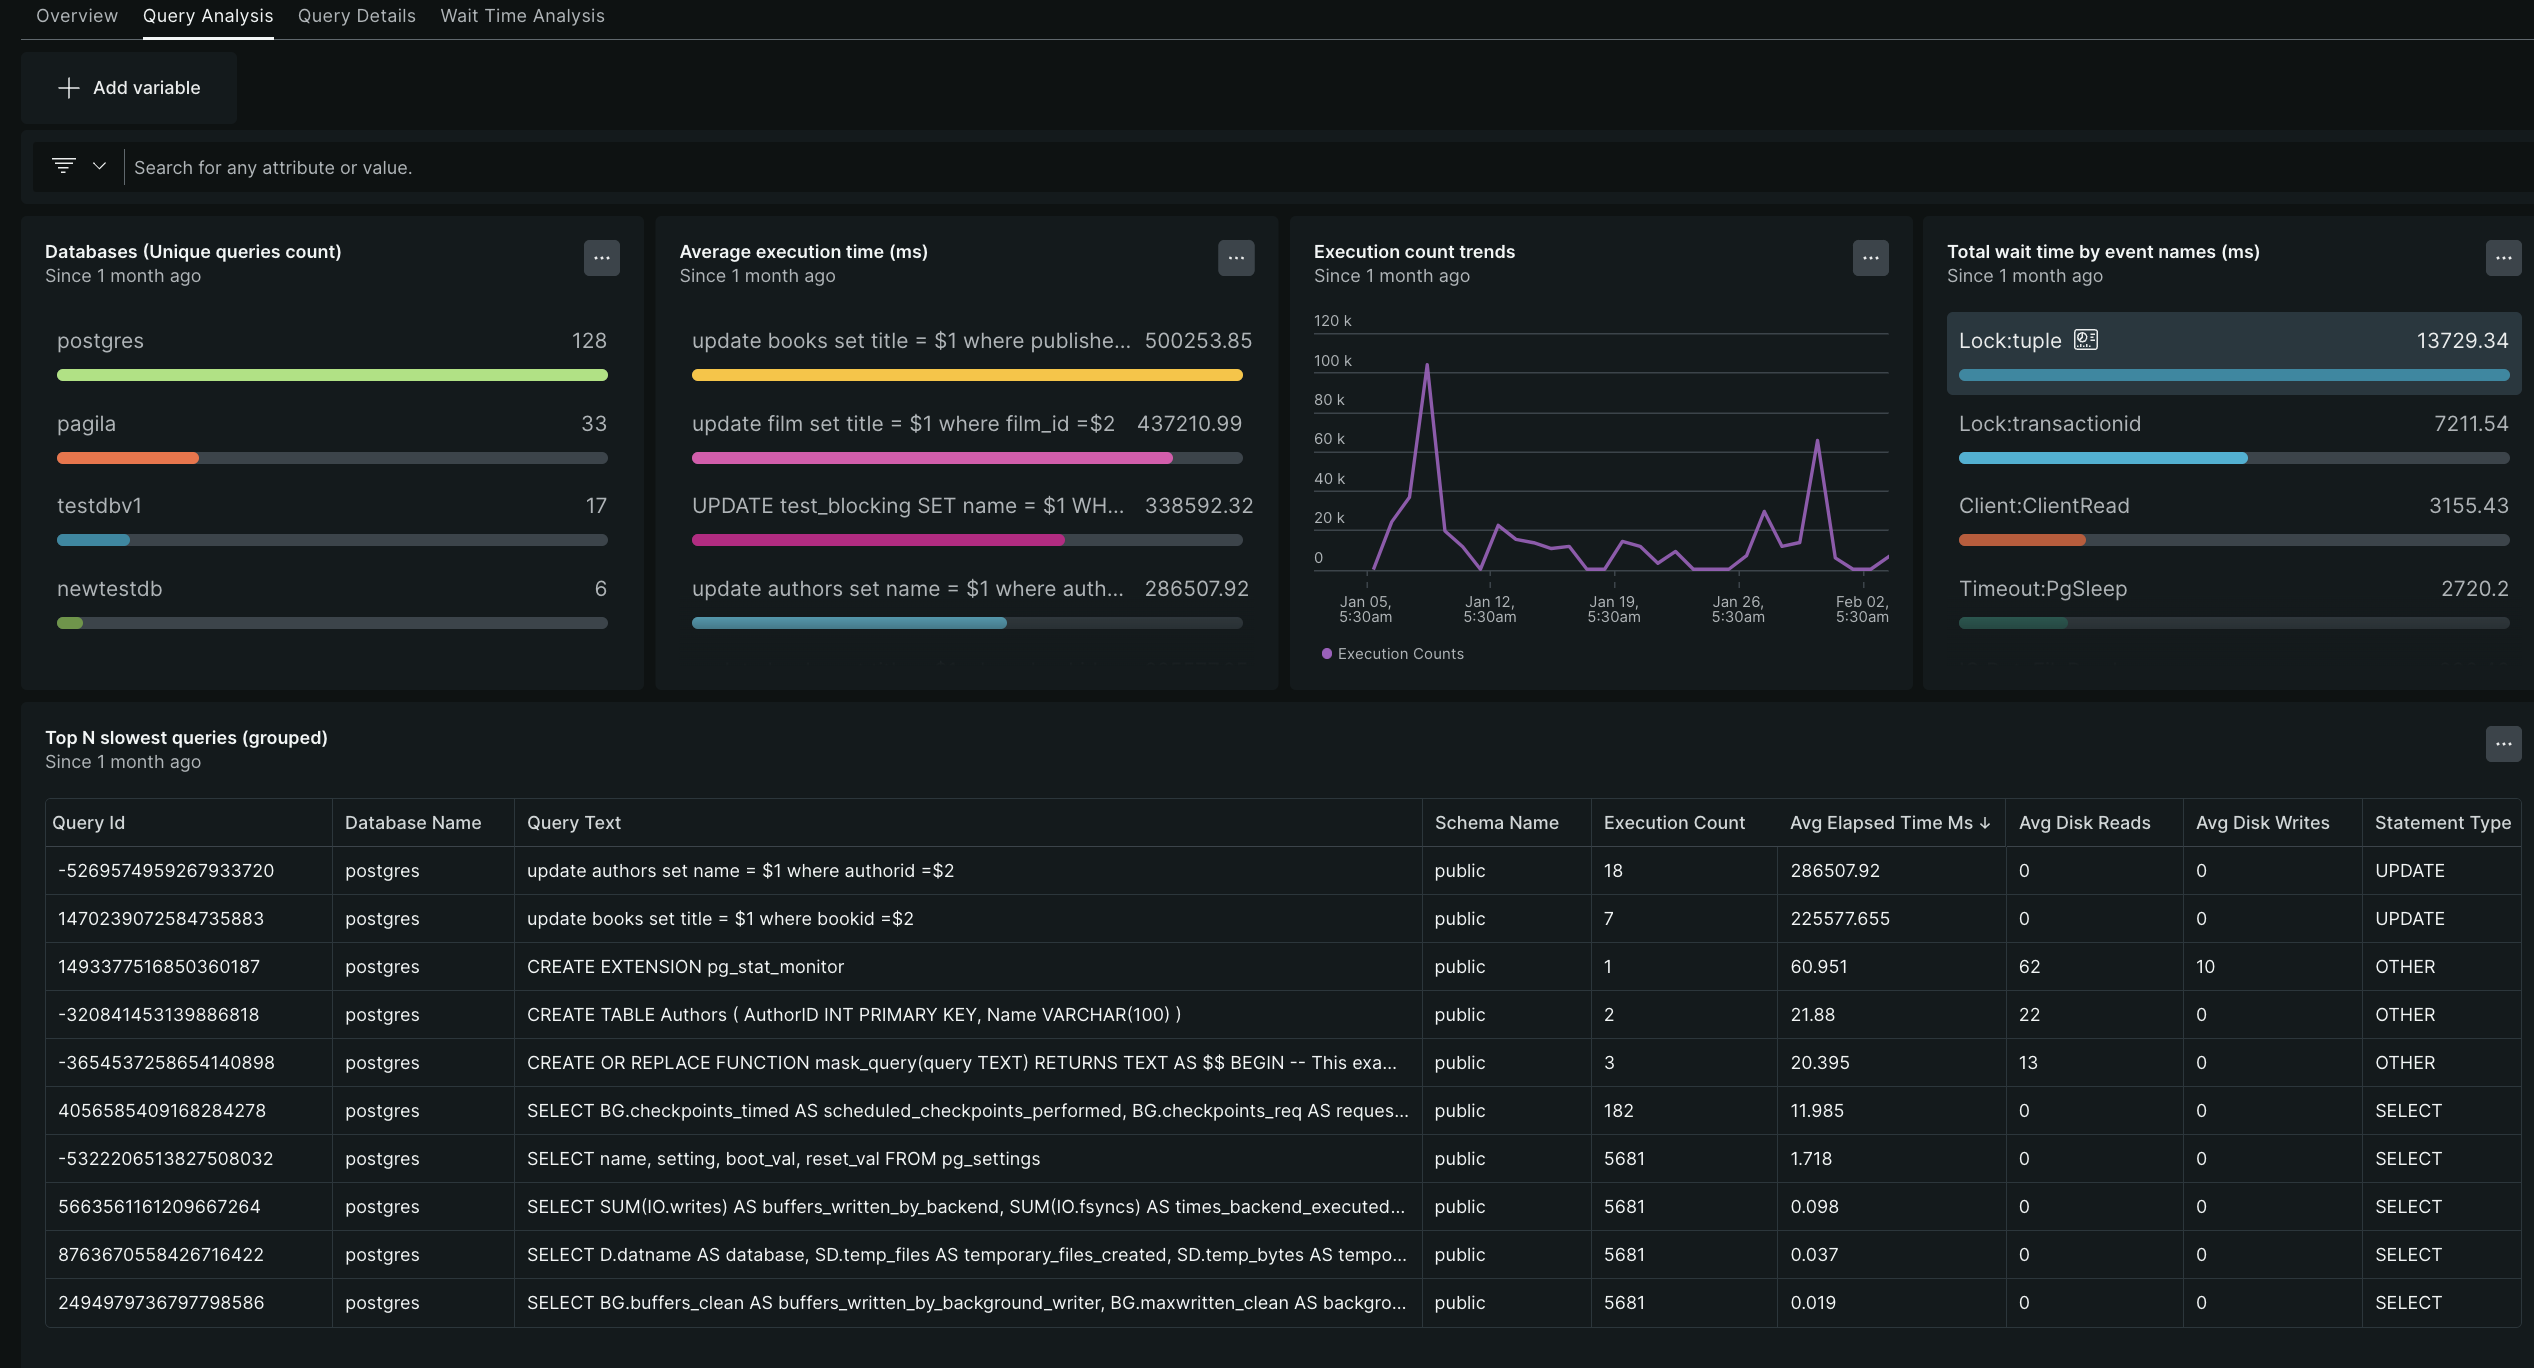 Overview Query Analysis Query Details Wait Time Analysis
Add variable
Search for any attribute or value.
Databases (Unique queries count)
Since 1 month ago
postgres 128
pagila 33
testdbv1 17
newtestdb 6
Average execution time (ms)
Since 1 month ago
update books set title = $1 where publishe... 500253.85
update film set title = $1 where film_id =$2 437210.99
UPDATE test_blocking SET name = $1 WH... 338592.32
update authors set name = $1 where auth... 286507.92
Execution count trends
Since 1 month ago
120 k
100 k
80 k
60 k
40 k
20 k
0
Jan 05, 5:30am
Jan 12, 5:30am
Jan 19, 5:30am
Jan 26, 5:30am
Feb 02, 5:30am
Execution Counts
Total wait time by event names (ms)
Since 1 month ago
Lock:tuple 13729.34
Lock:transactionid 7211.54
Client:ClientRead 3155.43
Timeout:PgSleep 2720.2
Top N slowest queries (grouped)
Since 1 month ago
Query Id Database Name Query Text Schema Name Execution Count Avg Elapsed Time Ms ↓ Avg Disk Reads Avg Disk Writes Statement Type
-5269574959267933720 postgres update authors set name = $1 where authorid =$2 public 18 286507.92 0 0 UPDATE
1470239072584735883 postgres update books set title = $1 where bookid =$2 public 7 225577.655 0 0 UPDATE
1493377516850360187 postgres CREATE EXTENSION pg_stat_monitor public 1 60.951 62 10 OTHER
-320841453139886818 postgres CREATE TABLE Authors ( AuthorID INT PRIMARY KEY, Name VARCHAR(100) ) public 2 21.88 22 0 OTHER
-3654537258654140898 postgres CREATE OR REPLACE FUNCTION mask_query(query TEXT) RETURNS TEXT AS $$ BEGIN -- This exa... public 3 20.395 13 0 OTHER
4056585409168284278 postgres SELECT BG.checkpoints_timed AS scheduled_checkpoints_performed, BG.checkpoints_req AS reques... public 182 11.985 0 0 SELECT
-5322206513827508032 postgres SELECT name, setting, boot_val, reset_val FROM pg_settings public 5681 1.718 0 0 SELECT
5663561161209667264 postgres SELECT SUM(IO.writes) AS buffers_written_by_backend, SUM(IO.fsyncs) AS times_backend_executed... public 5681 0.098 0 0 SELECT
8763670558426716422 postgres SELECT D.datname AS database, SD.temp_files AS temporary_files_created, SD.temp_bytes AS tempo... public 5681 0.037 0 0 SELECT
2494979736797798586 postgres SELECT BG.buffers_clean AS buffers_written_by_background_writer, BG.maxwritten_clean AS backgro... public 5681 0.019 0 0 SELECT